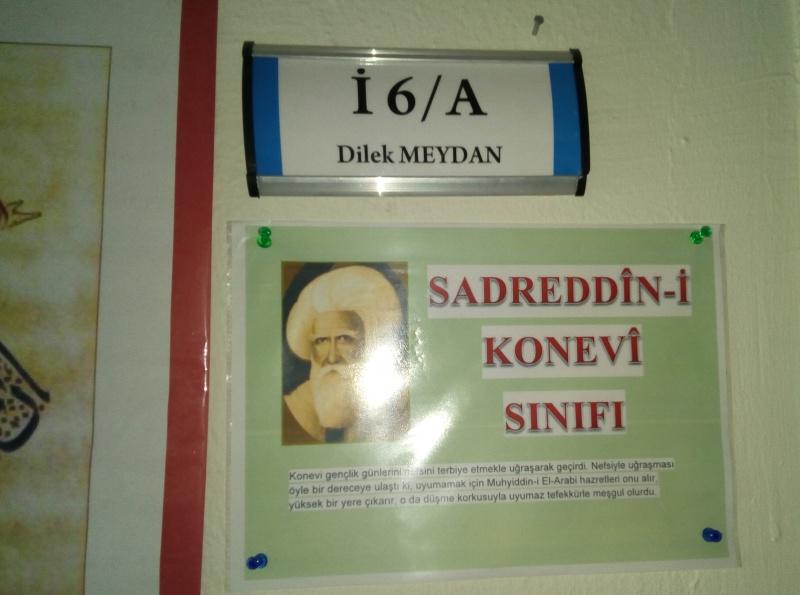 İ 6/A
Dilek MEYDAN
SADREDDÎN-İ
KONEVÎ
SINIFI
Konevi gençlik günlerini nefsini terbiye etmekle uğraşarak geçirdi. Nefsiyle uğraşması
öyle bir dereceye ulaştı ki, uyumamak için Muhyiddin-i El-Arabi hazretleri onu alır,
yüksek bir yere çıkarır, o da düşme korkusuyla uyumaz tefekkürle meşgul olurdu.